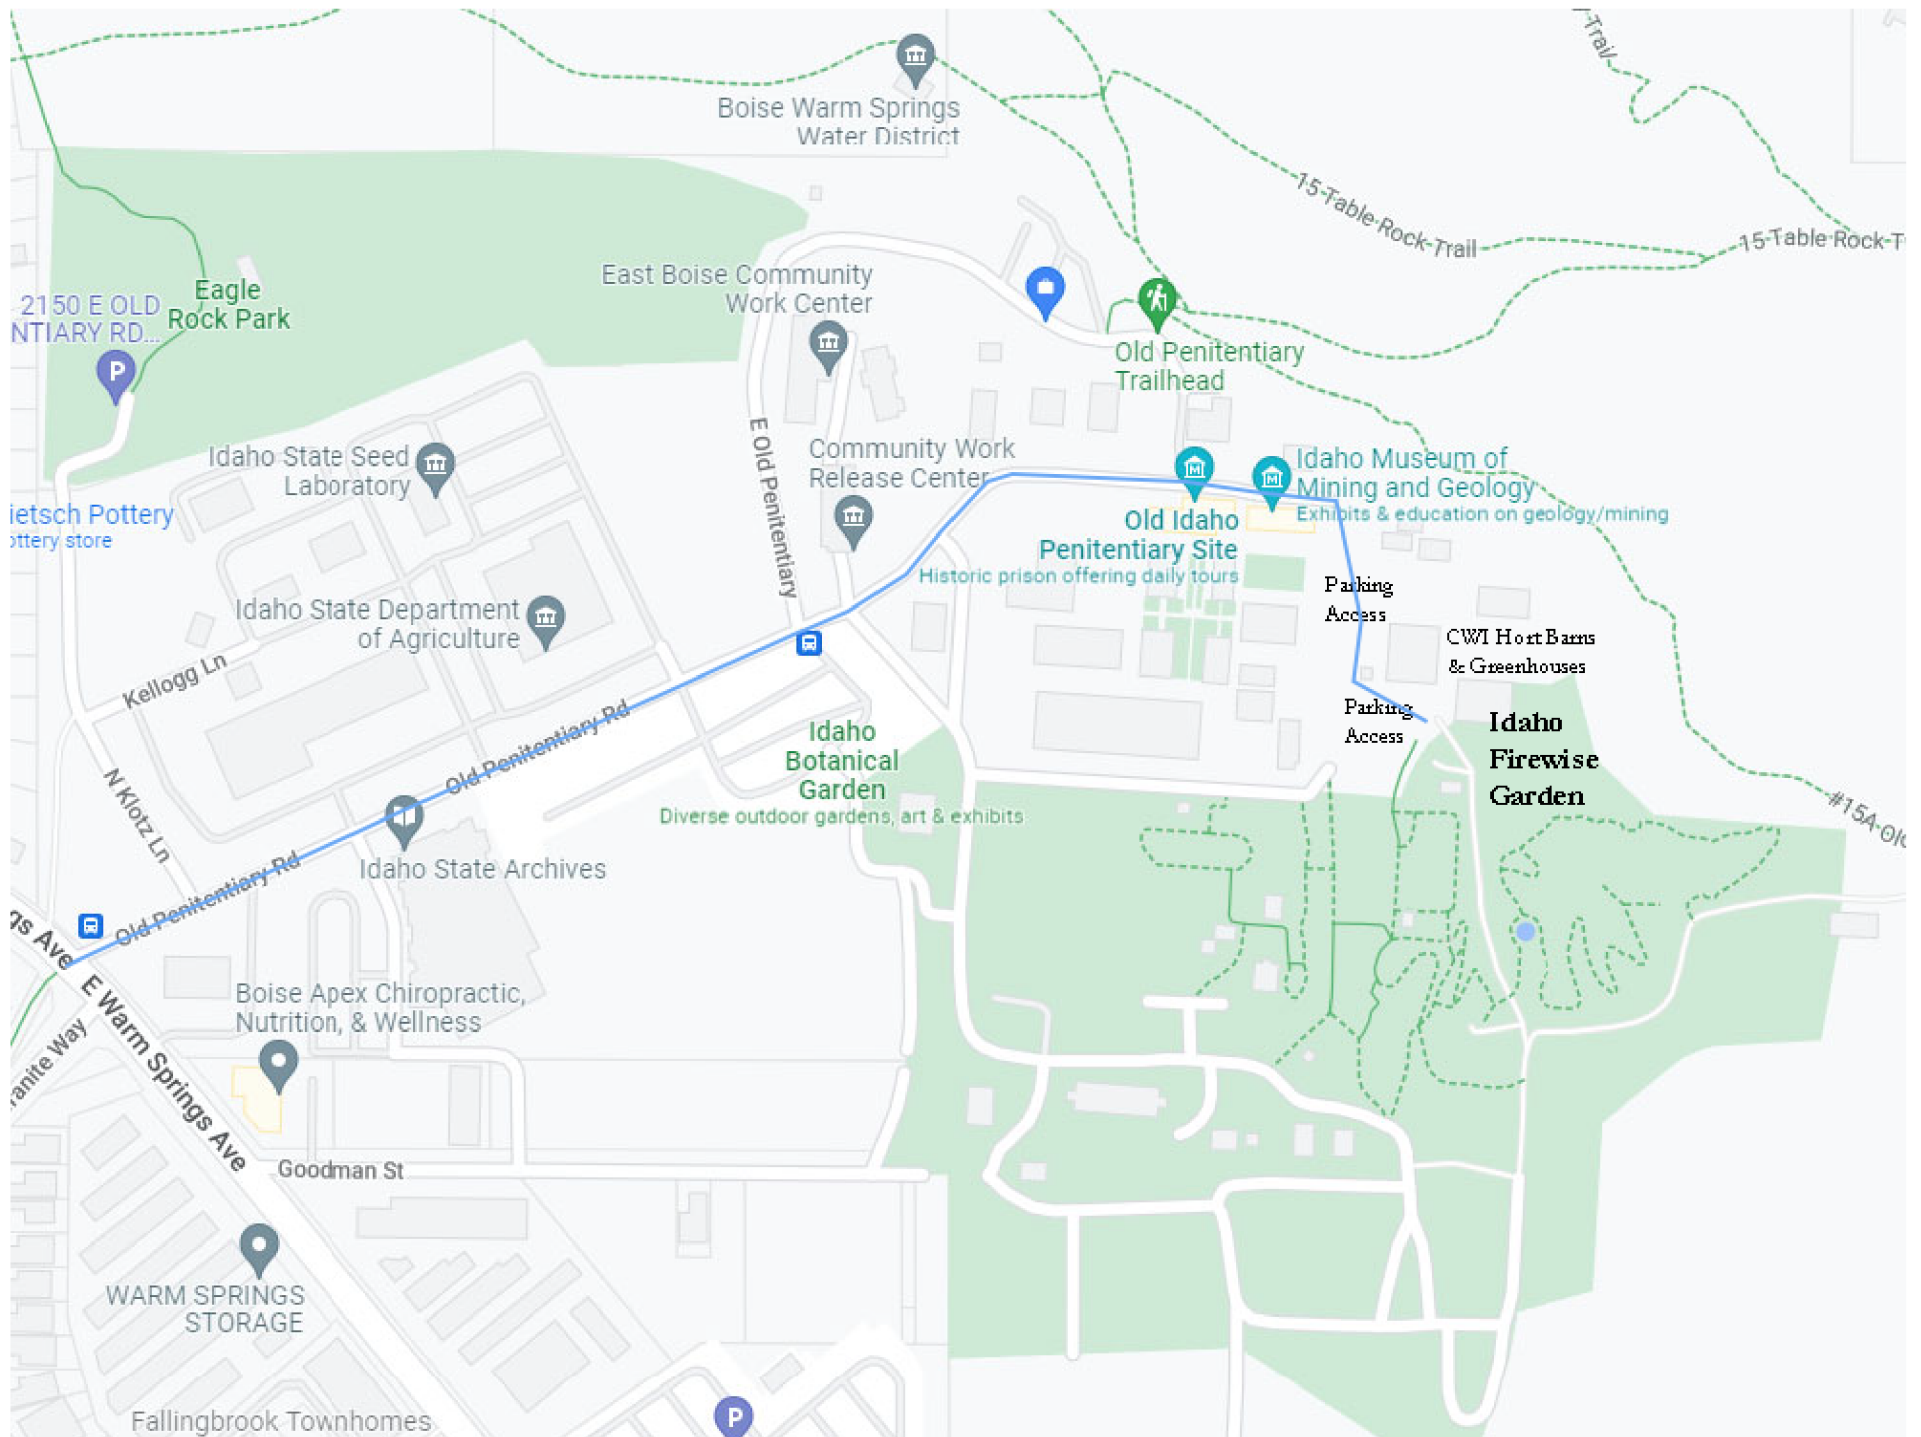 Trail
Boise Warm Springs
Water District
15 Table Rock Trail
15 Table Rock T
East Boise Community
Work Center
Eagle
Rock Park
2150 E OLD
NTIARY RD...
P
Old Penitentiary
Trailhead
E Old Penitentiary
Idaho State Seed
Laboratory
Community Work
Release Center
Idaho Museum of
Mining and Geology
Exhibits & education on geology/mining
ietsch Pottery
ottery store
Old Idaho
Penitentiary Site
Historic prison offering daily tours
Parking
Access
Idaho State Department
of Agriculture
CWI Hort Barns
& Greenhouses
Kellogg Ln
Parking
Access
Idaho
Firewise
Garden
Old Penitentiary Rd
Idaho
Botanical
Garden
Diverse outdoor gardens, art & exhibits
N Klotz Ln
#15A Old
Idaho State Archives
Old Penitentiary Rd
gs Ave
E Warm Springs Ave
Boise Apex Chiropractic,
Nutrition, & Wellness
ranite Way
Goodman St
WARM SPRINGS
STORAGE
Fallingbrook Townhomes
P